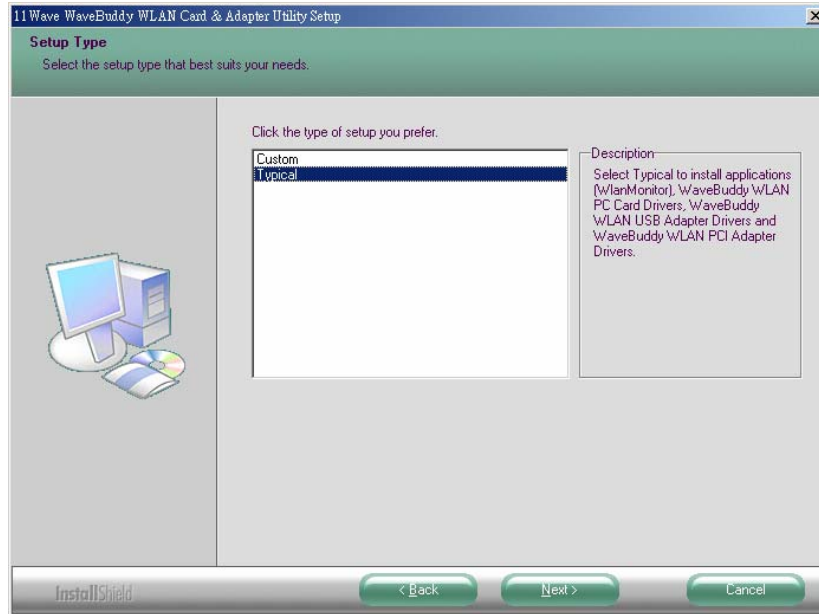 11Wave WaveBuddy WLAN Card & Adapter Utility Setup
Setup Type
Select the setup type that best suits your needs.
Click the type of setup you prefer.
Custom
Typical
Description
Select Typical to install applications
(WlanMonitor), WaveBuddy WLAN
PC Card Drivers, WaveBuddy
WLAN USB Adapter Drivers and
WaveBuddy WLAN PCI Adapter
Drivers.
InstallShield
< Back
Next >
Cancel